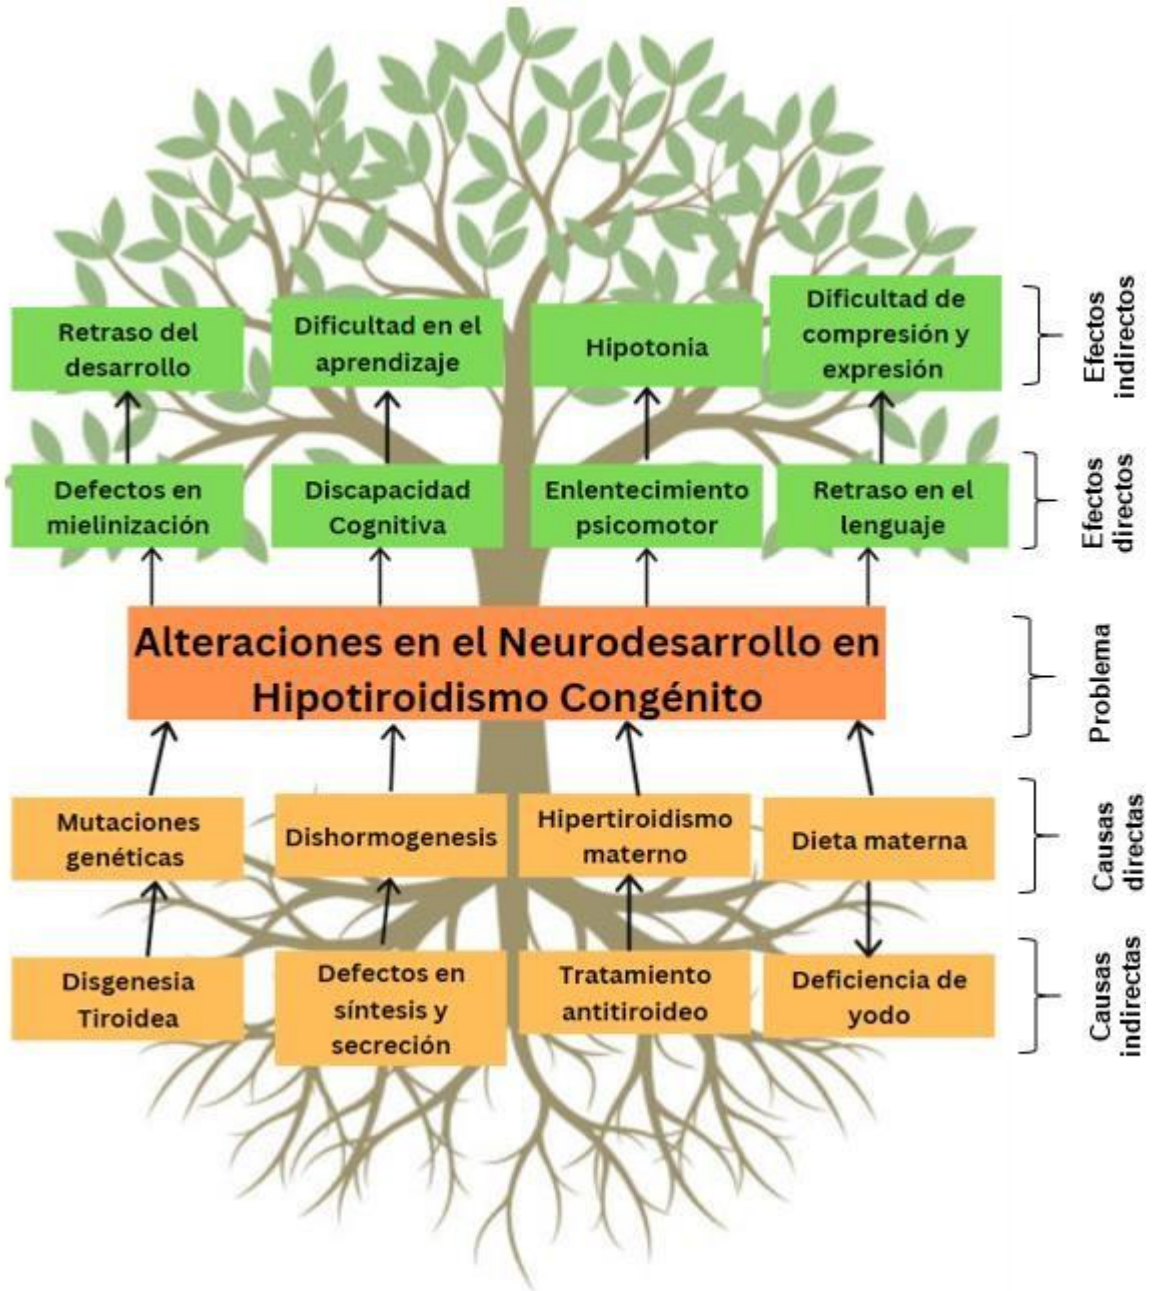 Retraso del
desarrollo
Dificultad en el
aprendizaje
Hipotonia
Dificultad de
compresión y
expresión
Efectos
indirectos
Defectos en
mielinización
Discapacidad
Cognitiva
Enlentecimiento
psicomotor
Retraso en el
lenguaje
Efectos
directos
Alteraciones en el Neurodesarrollo en
Hipotiroidismo Congénito
Problema
Mutaciones
genéticas
Dishormogenesis
Hipertiroidismo
materno
Dieta materna
Causas
directas
Disgenesia
Tiroidea
Defectos en
síntesis y
secreción
Tratamiento
antitiroideo
Deficiencia de
yodo
Causas
indirectas